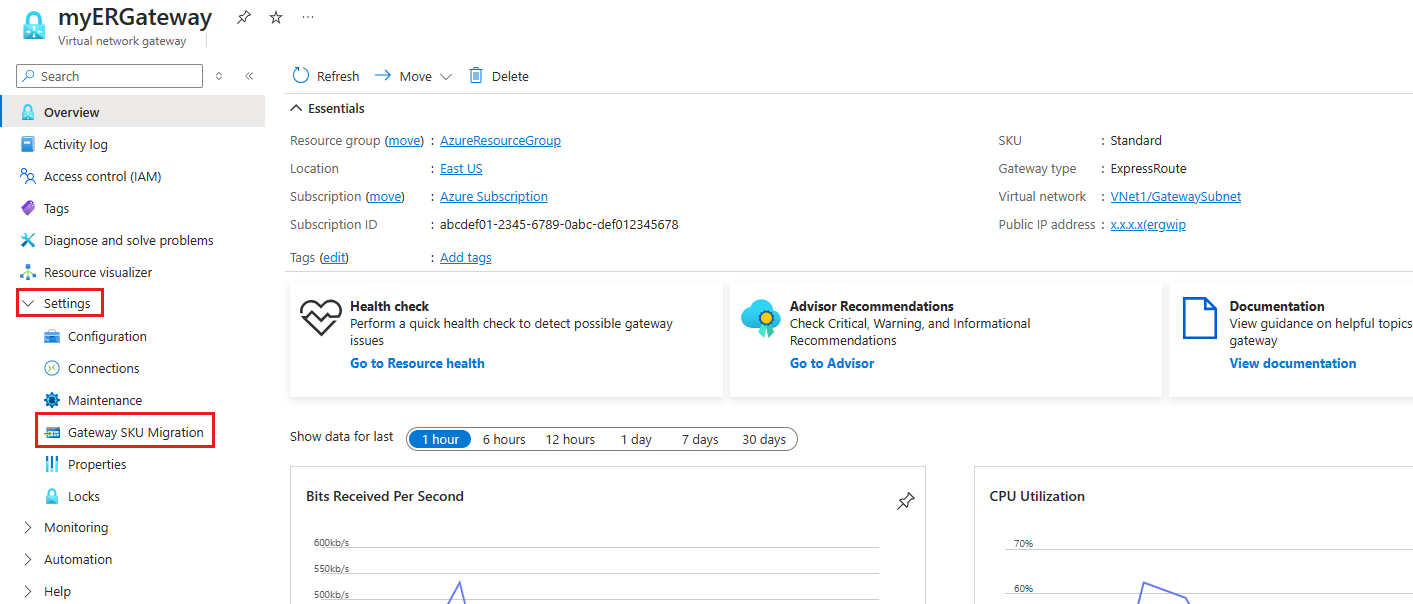 myERGateway
Virtual network gateway
Search
Overview
Activity log
Access control (IAM)
Tags
Diagnose and solve problems
Resource visualizer
Settings
Configuration
Connections
Maintenance
Gateway SKU Migration
Properties
Locks
Monitoring
Automation
Help
Refresh Move Delete
Essentials
Resource group (move) : AzureResourceGroup
Location : East US
Subscription (move) : Azure Subscription
Subscription ID : abcdef01-2345-6789-0abc-def012345678
Tags (edit) : Add tags
SKU : Standard
Gateway type : ExpressRoute
Virtual network : VNet1/GatewaySubnet
Public IP address : x.x.x.x(ergwip
Health check
Perform a quick health check to detect possible gateway
issues
Go to Resource health
Advisor Recommendations
Check Critical, Warning, and Informational
Recommendations
Go to Advisor
Documentation
View guidance on helpful topics
gateway
View documentation
Show data for last 1 hour 6 hours 12 hours 1 day 7 days 30 days
Bits Received Per Second
600kb/s
550kb/s
500kb/s
CPU Utilization
70%
60%